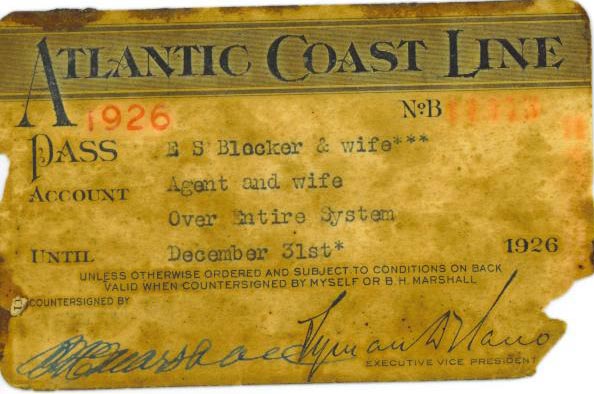 ATLANTIC COAST LINE
1926 No B
PASS E S Blocker & wife***
ACCOUNT Agent and wife
Over Entire System
UNTIL December 31st* 1926
UNLESS OTHERWISE ORDERED AND SUBJECT TO CONDITIONS ON BACK
VALID WHEN COUNTERSIGNED BY MYSELF OR B. H. MARSHALL
COUNTERSIGNED BY
B H Marshall
EXECUTIVE VICE PRESIDENT